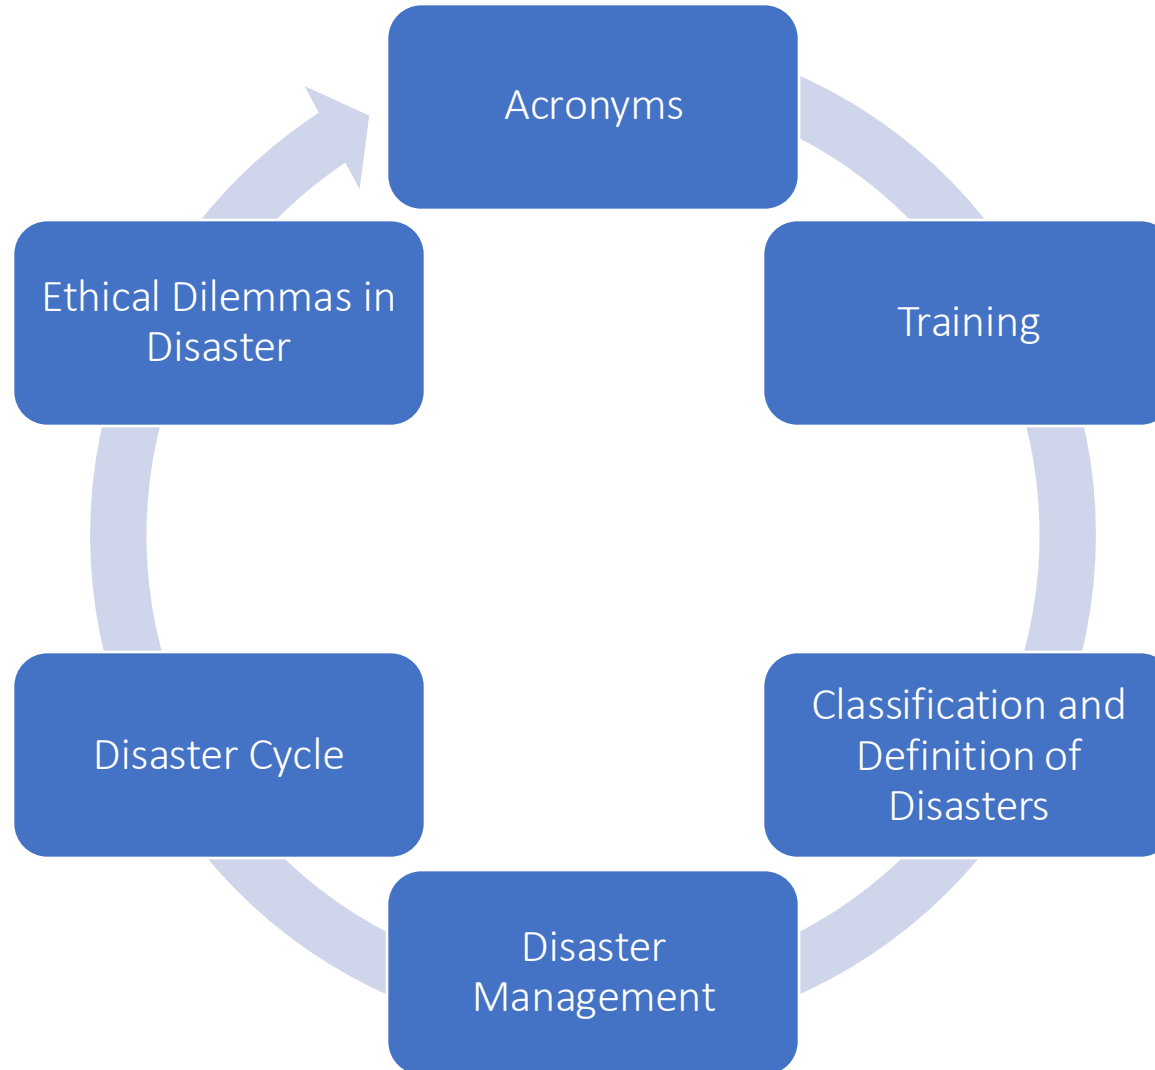 Acronyms
Training
Classification and
Definition of
Disasters
Disaster
Management
Disaster Cycle
Ethical Dilemmas in
Disaster